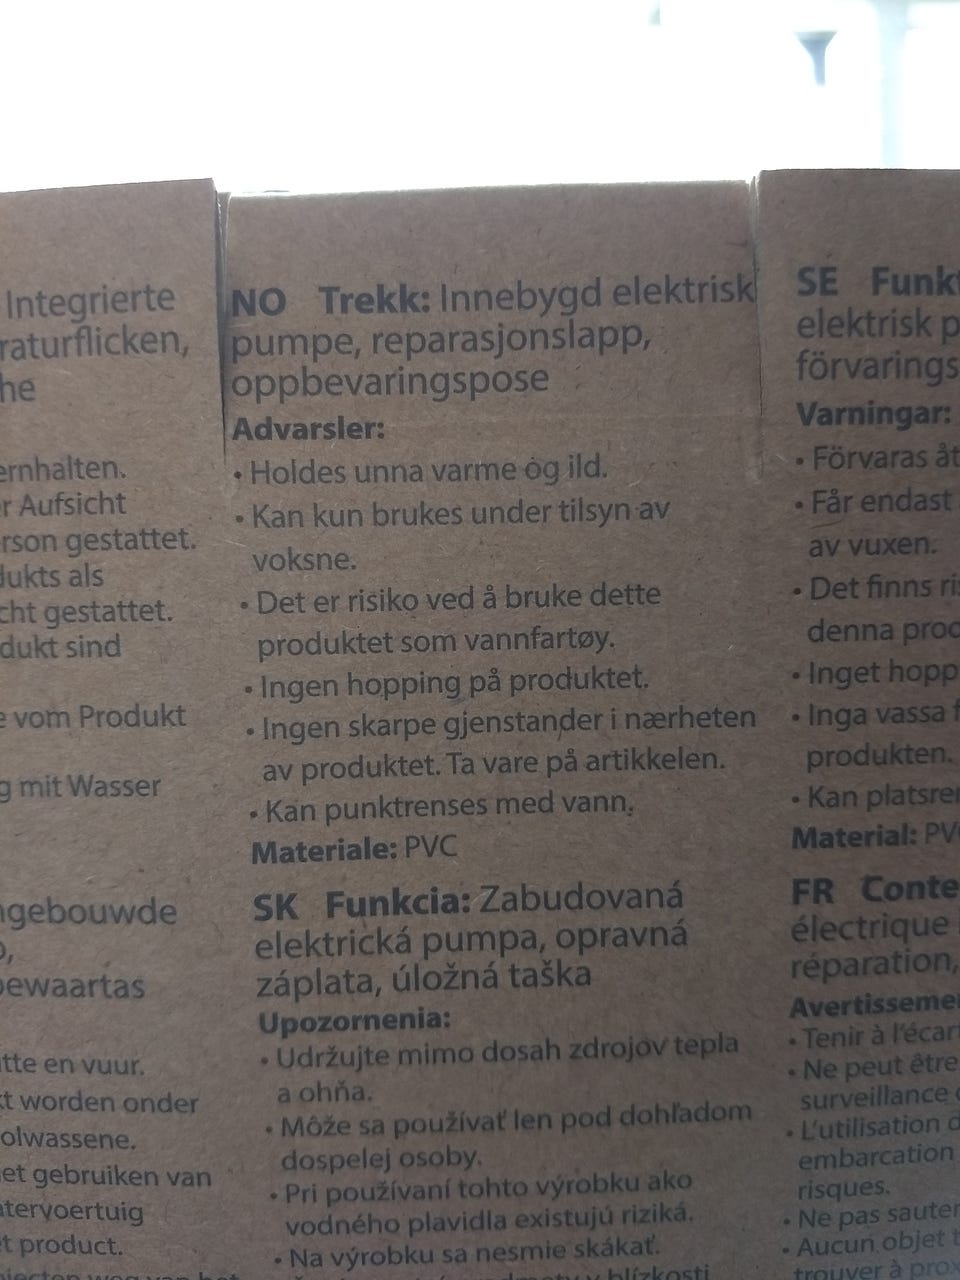 Integrierte
raturflicken,
he
ernhalten.
r Aufsicht
rson gestattet.
dukts als
cht gestattet.
dukt sind
e vom Produkt
g mit Wasser
ngebouwde
bewaartas
tte en vuur.
kt worden onder
olwassene.
et gebruiken van
atervoertuig
t product.
NO Trekk: Innebygd elektrisk
pumpe, reparasjonslapp,
oppbevaringspose
Advarsler:
• Holdes unna varme og ild.
• Kan kun brukes under tilsyn av
voksne.
• Det er risiko ved å bruke dette
produktet som vannfartøy.
• Ingen hopping på produktet.
• Ingen skarpe gjenstander i nærheten
av produktet. Ta vare på artikkelen.
• Kan punktrenses med vann.
Materiale: PVC
SK Funkcia: Zabudovaná
elektrická pumpa, opravná
záplata, úložná taška
Upozornenia:
• Udržujte mimo dosah zdrojov tepla
a ohňa.
• Môže sa používať len pod dohľadom
dospelej osoby.
• Pri používaní tohto výrobku ako
vodného plavidla existujú riziká.
• Na výrobku sa nesmie skákať.
blízkosti
SE Funkt
elektrisk p
förvarings
Varningar:
• Förvaras åt
• Får endast
av vuxen.
• Det finns ris
denna prod
• Inget hopp
• Inga vassa f
produkten.
• Kan platsren
Material: PV
FR Conte
électrique
réparation,
Avertisseme
• Tenir à l'écar
• Ne peut être
surveillance
• L'utilisation d
embarcation
risques.
• Ne pas sauter
• Aucun objet t
trouver à prox